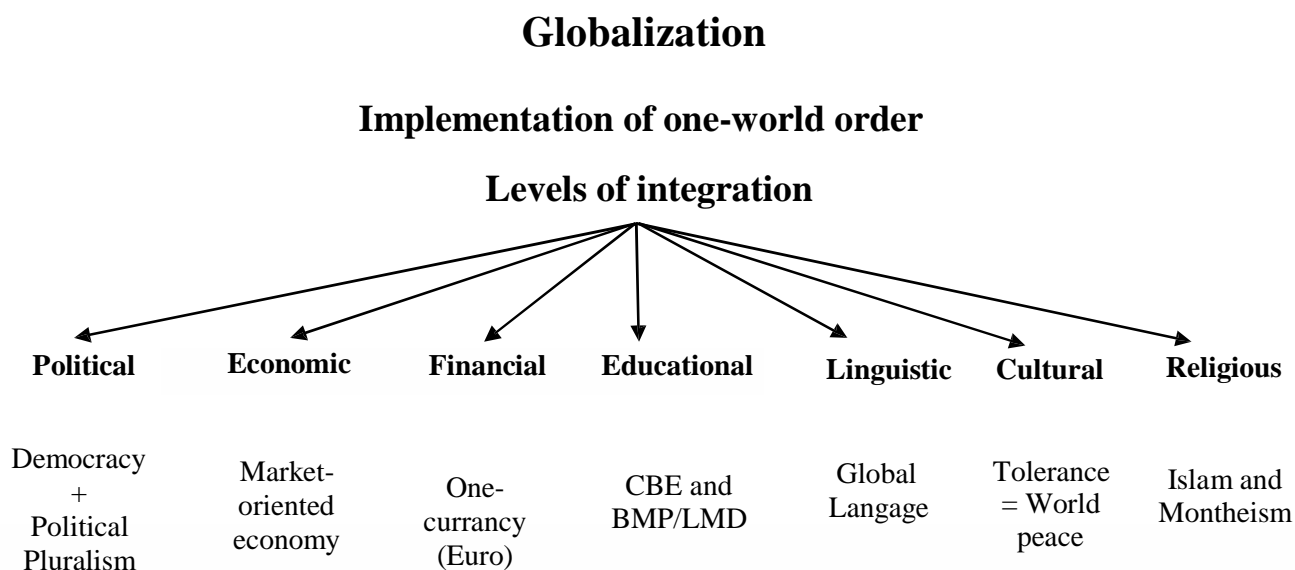 Globalization
Implementation of one-world order
Levels of integration
Political
Economic
Financial
Educational
Linguistic
Cultural
Religious
Democracy
+
Political
Pluralism
Market-
oriented
economy
One-
currancy
(Euro)
CBE and
BMP/LMD
Global
Langage
Tolerance
= World
peace
Islam and
Montheism